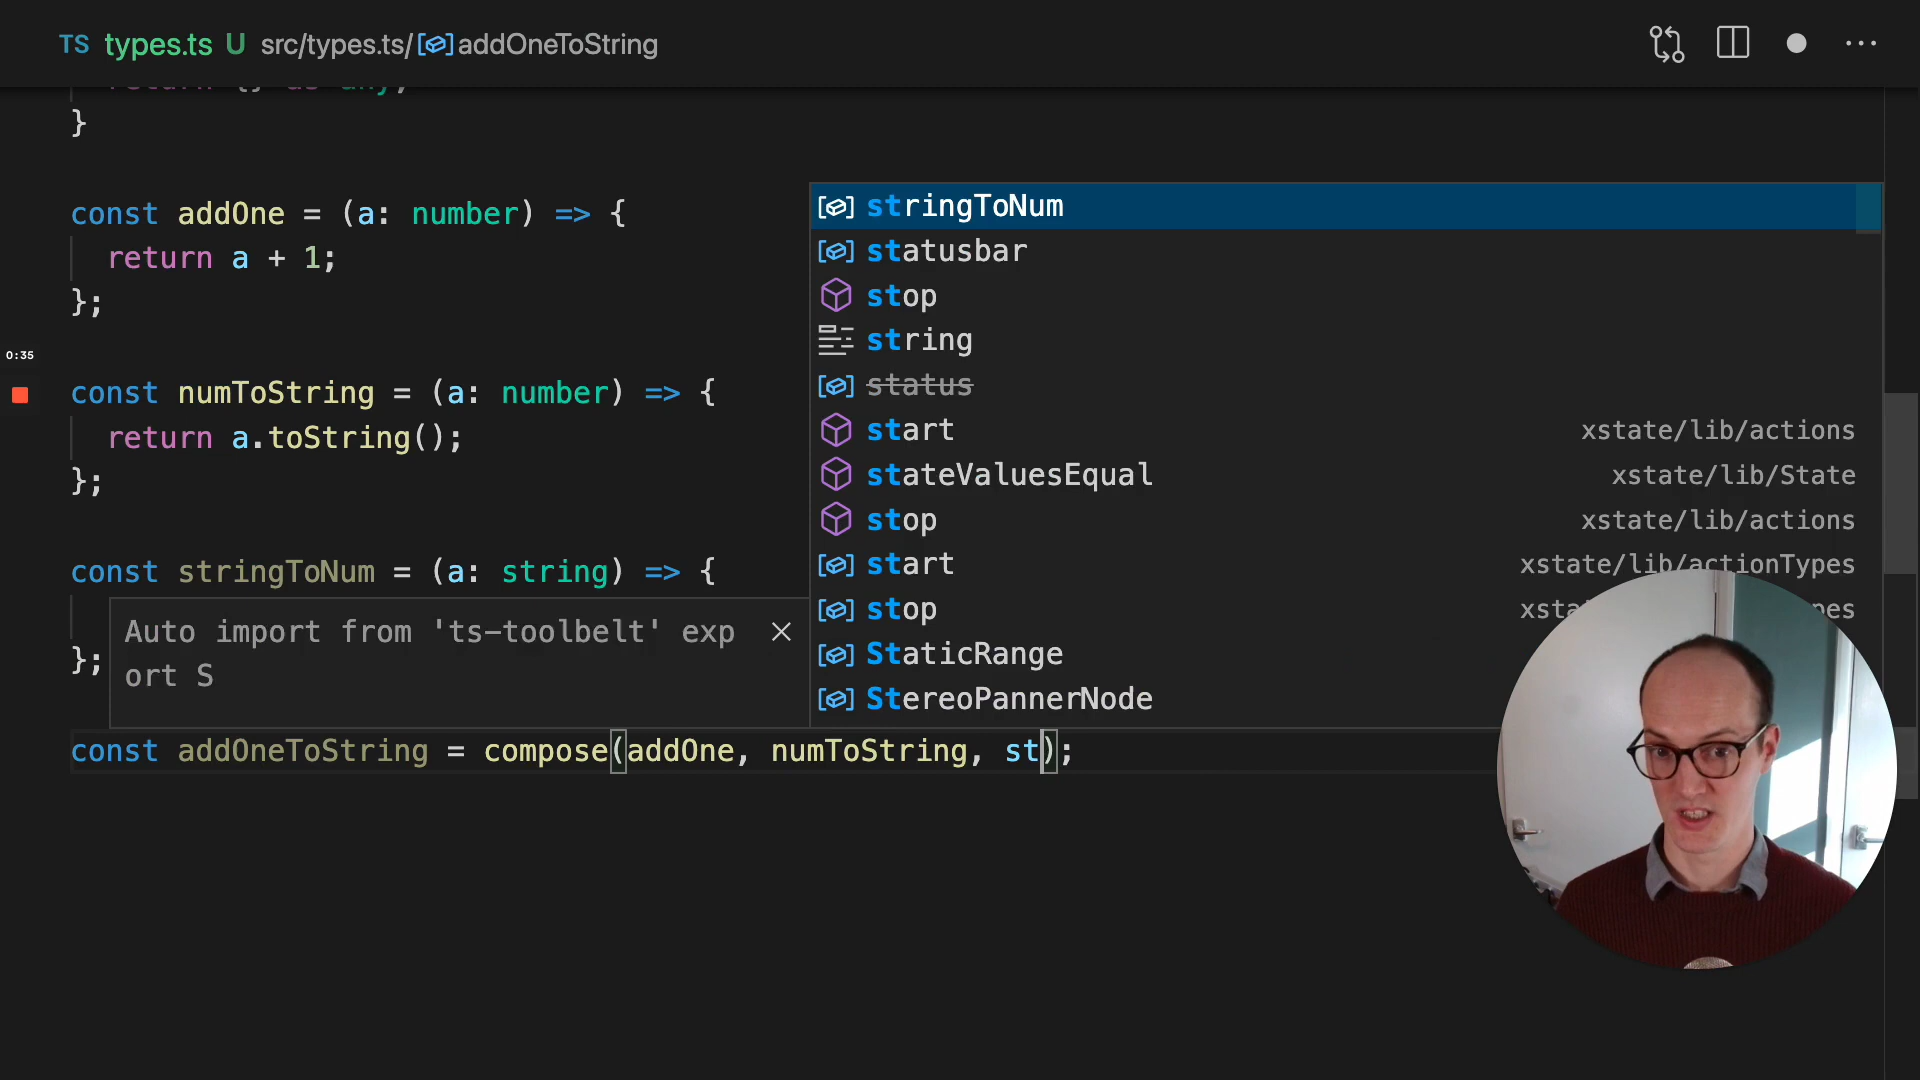 TS types.ts U src/types.ts/addOneToString
return {} as any;
}
const addOne = (a: number) => {
return a + 1;
};
0:35
const numToString = (a: number) => {
return a.toString();
};
const stringToNum = (a: string) => {
};
Auto import from 'ts-toolbelt' exp
ort S
const addOneToString = compose(addOne, numToString, st);
stringToNum
statusbar
stop
string
status
start xstate/lib/actions
stateValuesEqual xstate/lib/State
stop xstate/lib/actions
start xstate/lib/actionTypes
stop
StaticRange
StereoPannerNode